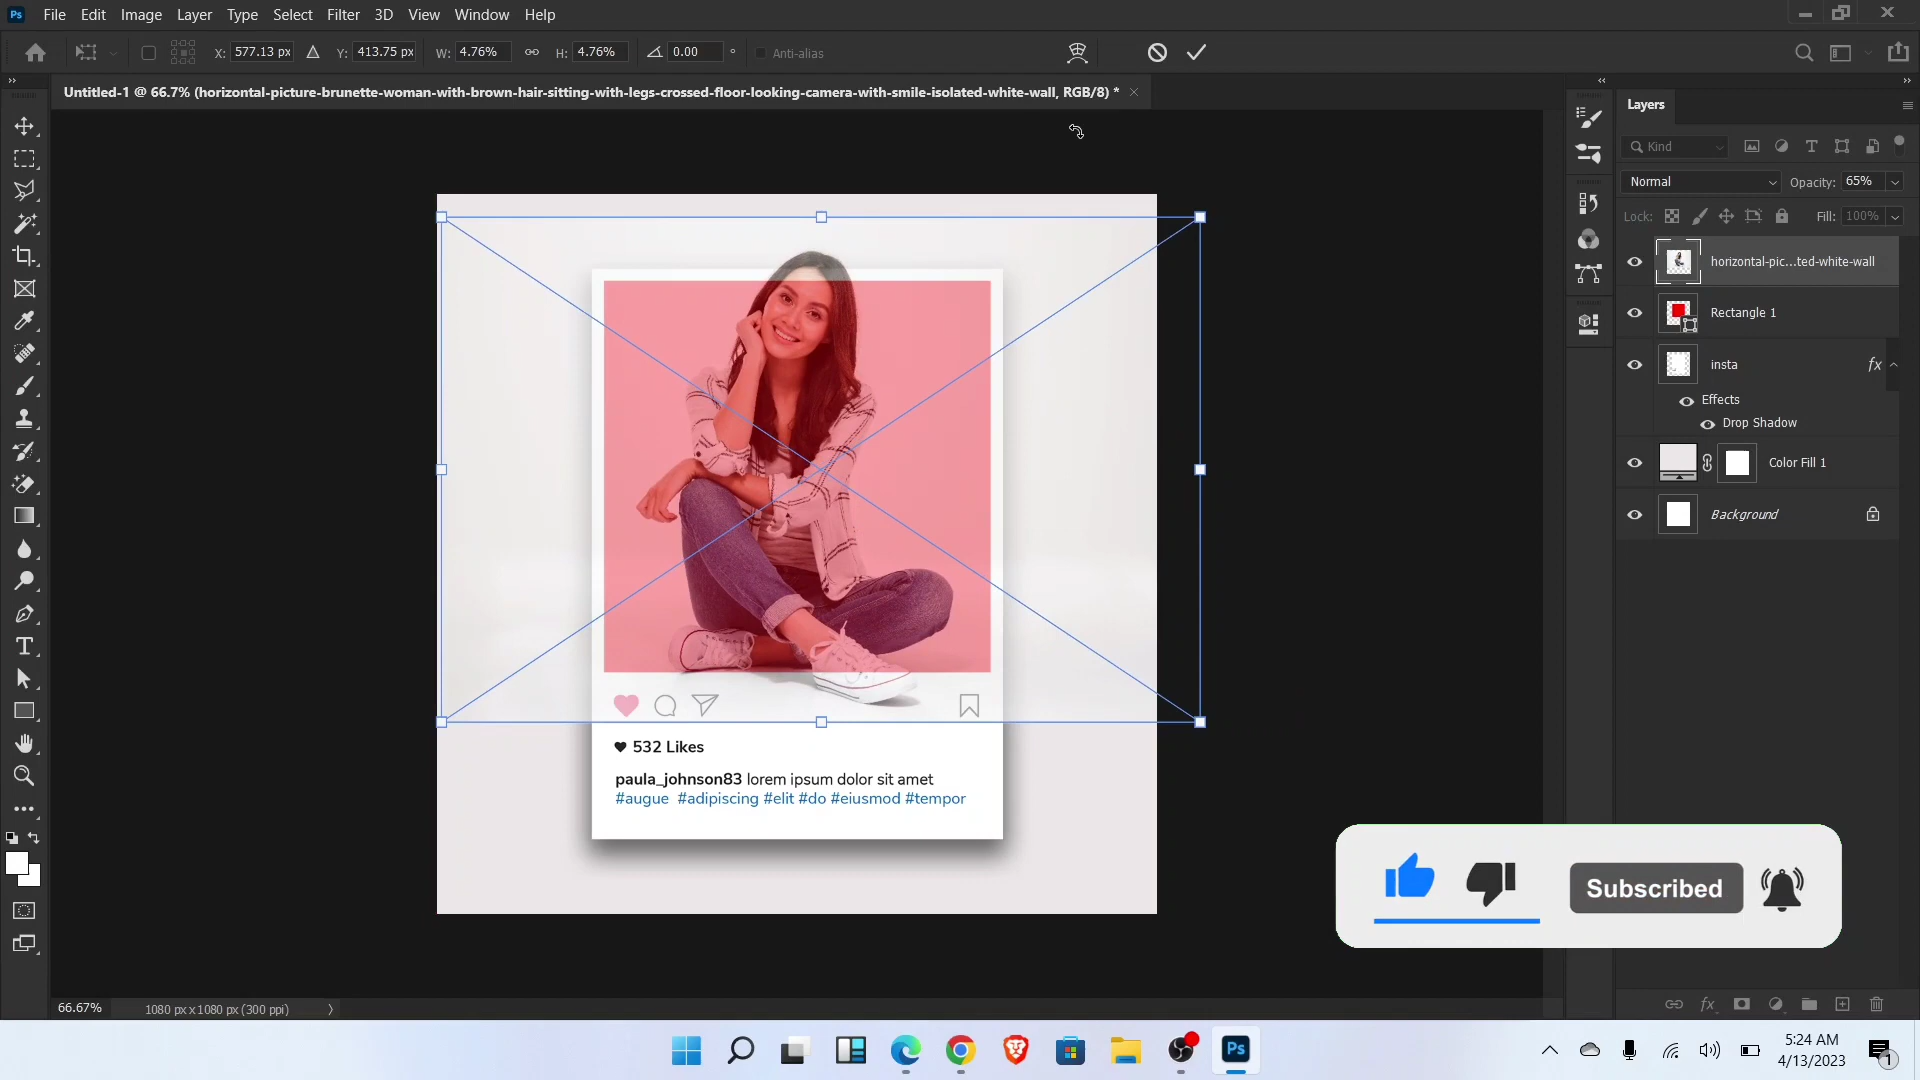 Ps File Edit Image Layer Type Select Filter 3D View Window Help
X: 577.13 px Y: 413.75 px W: 4.76% H: 4.76% 0.00 ° Anti-alias
Untitled-1 @ 66.7% (horizontal-picture-brunette-woman-with-brown-hair-sitting-with-legs-crossed-floor-looking-camera-with-smile-isolated-white-wall, RGB/8) *
Layers
Kind
Normal Opacity: 65%
Lock: Fill: 100%
horizontal-pic...ted-white-wall
Rectangle 1
insta fx
Effects
Drop Shadow
Color Fill 1
Background
532 Likes
paula_johnson83 lorem ipsum dolor sit amet
#augue #adipiscing #elit #do #eiusmod #tempor
Subscribed
66.67% 1080 px x 1080 px (300 ppi)
fx
Ps
5:24 AM
4/13/2023
1